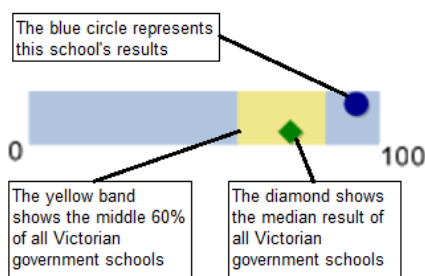 The blue circle represents
this school's results
0
100
The yellow band
shows the middle 60%
of all Victorian
government schools
The diamond shows
the median result of
all Victorian
government schools